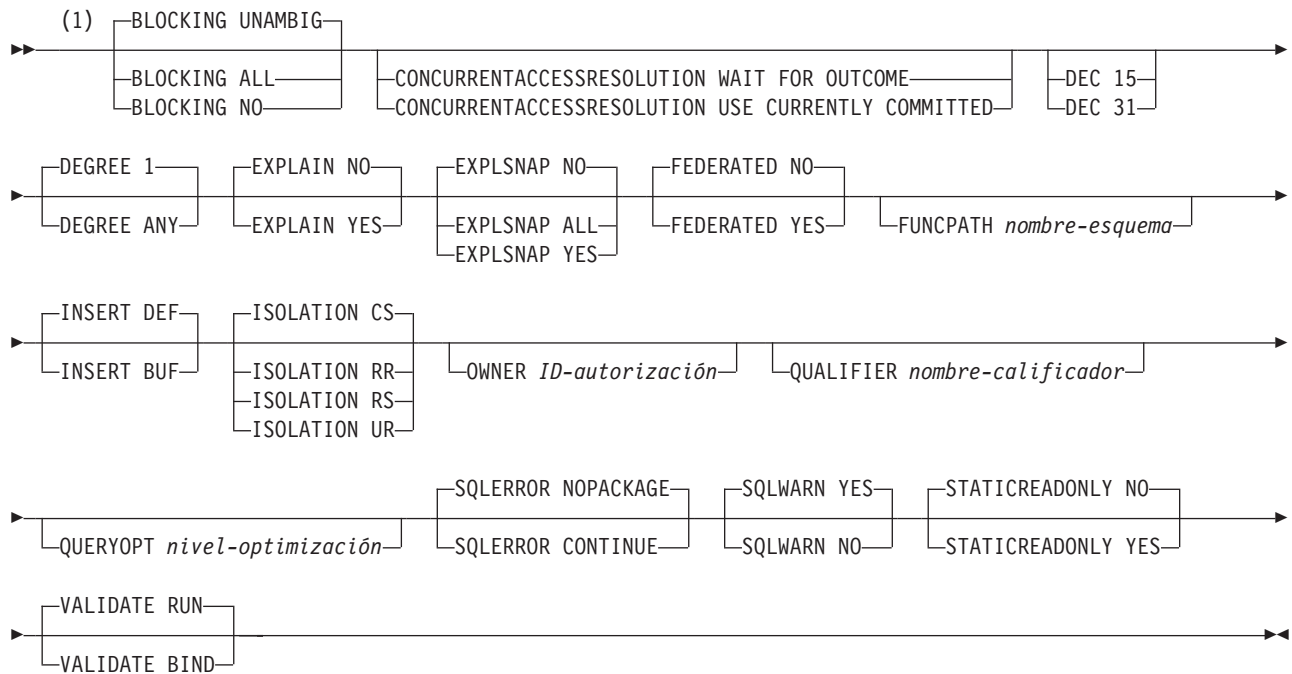 (1) BLOCKING UNAMBIG
BLOCKING ALL CONCURRENTACCESSRESOLUTION WAIT FOR OUTCOME DEC 15
BLOCKING NO CONCURRENTACCESSRESOLUTION USE CURRENTLY COMMITTED DEC 31
DEGREE 1 EXPLAIN NO EXPLSNAP NO FEDERATED NO
DEGREE ANY EXPLAIN YES EXPLSNAP ALL FEDERATED YES FUNCPATH nombre-esquema
EXPLSNAP YES
INSERT DEF ISOLATION CS
INSERT BUF ISOLATION RR OWNER ID-autorización QUALIFIER nombre-calificador
ISOLATION RS
ISOLATION UR
SQLERROR NOPACKAGE SQLWARN YES STATICREADONLY NO
QUERYOPT nivel-optimización SQLERROR CONTINUE SQLWARN NO STATICREADONLY YES
VALIDATE RUN
VALIDATE BIND